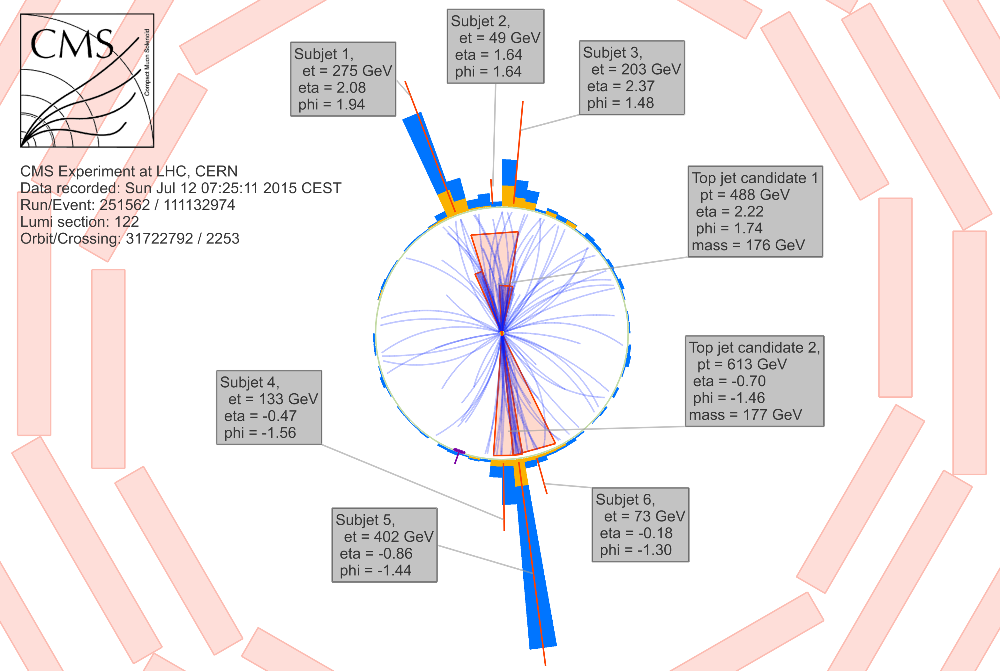 CMS
Compact Muon Solenoid
CMS Experiment at LHC, CERN
Data recorded: Sun Jul 12 07:25:11 2015 CEST
Run/Event: 251562 / 111132974
Lumi section: 122
Orbit/Crossing: 31722792 / 2253
Subjet 1,
et = 275 GeV
eta = 2.08
phi = 1.94
Subjet 2,
et = 49 GeV
eta = 1.64
phi = 1.64
Subjet 3,
et = 203 GeV
eta = 2.37
phi = 1.48
Top jet candidate 1
pt = 488 GeV
eta = 2.22
phi = 1.74
mass = 176 GeV
Top jet candidate 2,
pt = 613 GeV
eta = -0.70
phi = -1.46
mass = 177 GeV
Subjet 4,
et = 133 GeV
eta = -0.47
phi = -1.56
Subjet 5,
et = 402 GeV
eta = -0.86
phi = -1.44
Subjet 6,
et = 73 GeV
eta = -0.18
phi = -1.30